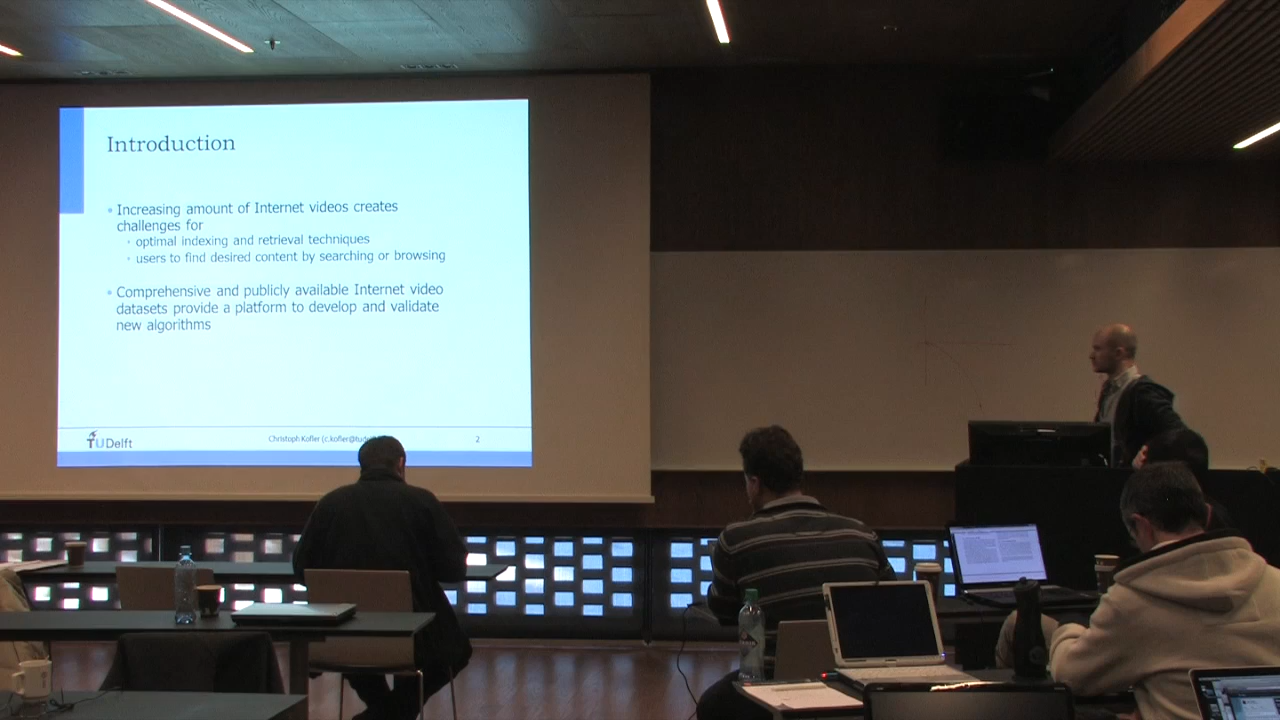 Introduction
Increasing amount of Internet videos creates
challenges for
optimal indexing and retrieval techniques
users to find desired content by searching or browsing
Comprehensive and publicly available Internet video
datasets provide a platform to develop and validate
new algorithms
TUDelft
Christoph Kofler
2